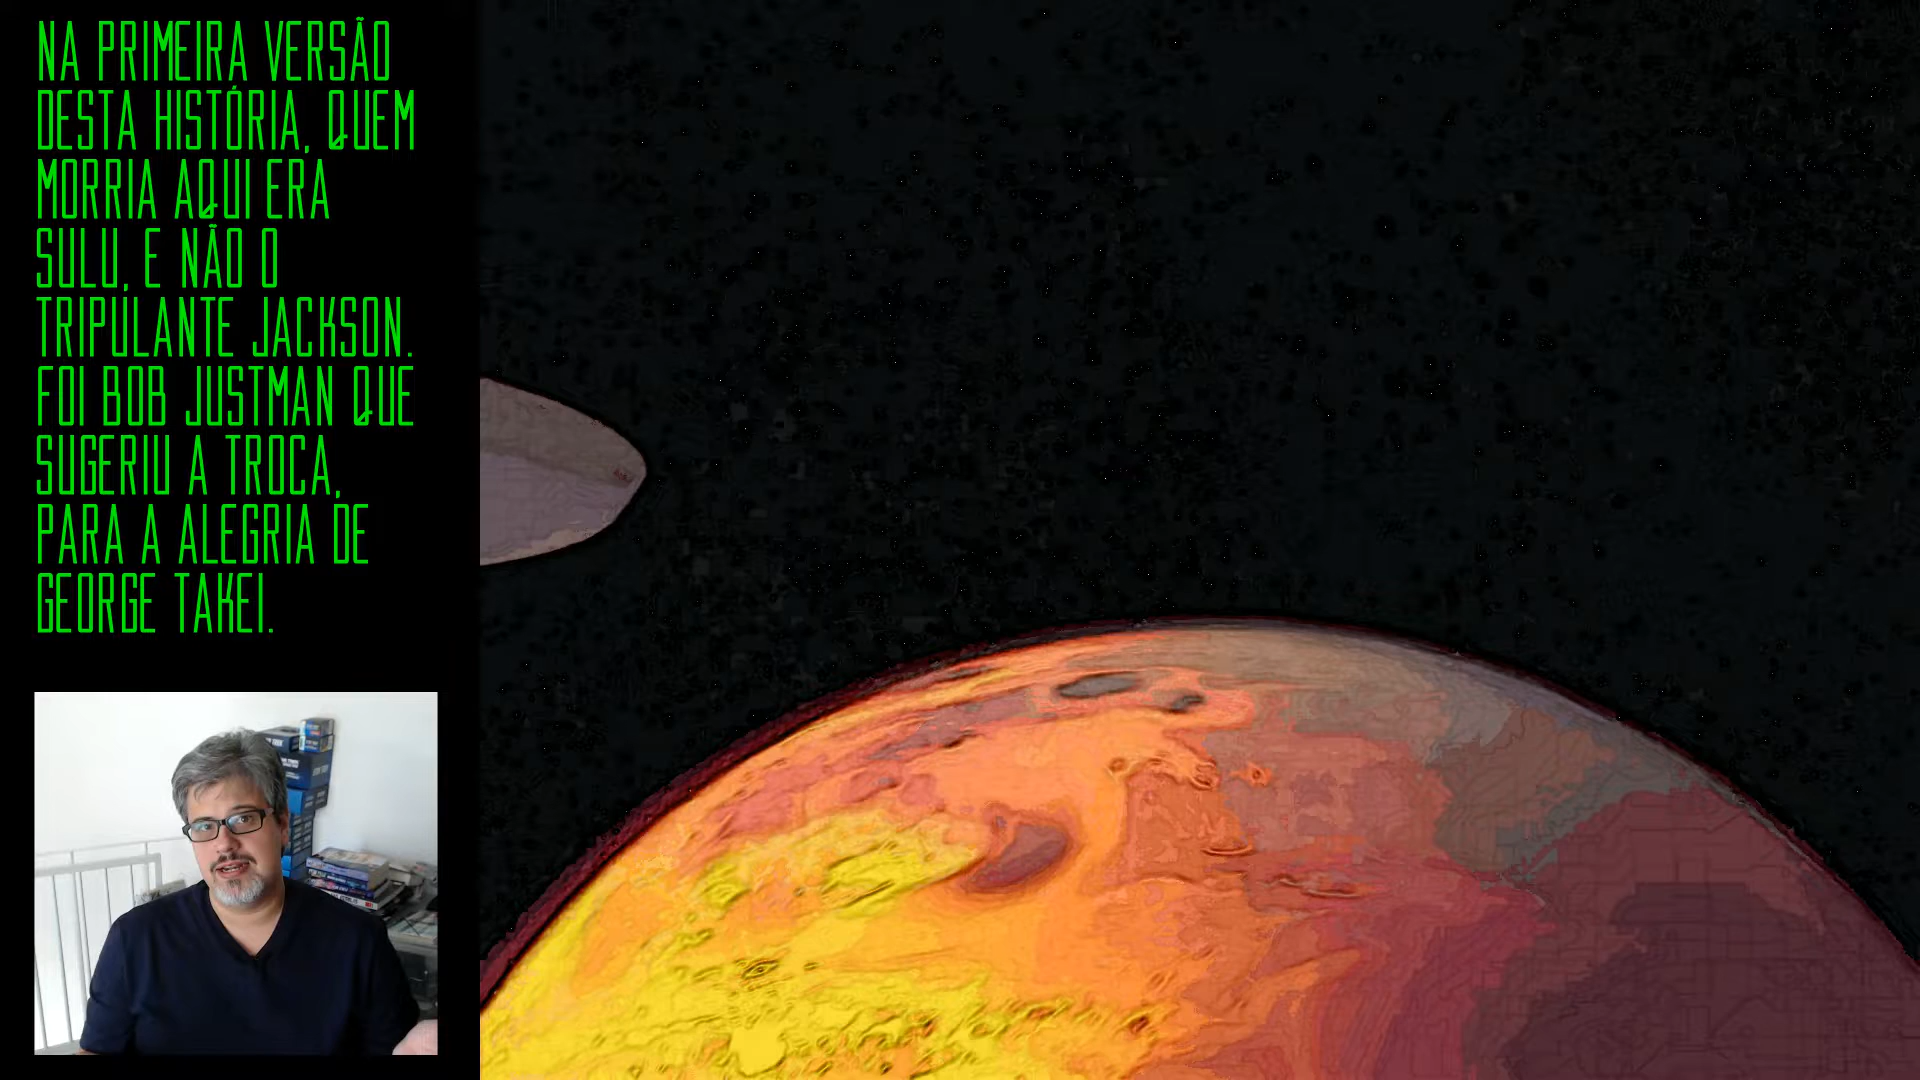 NA PRIMEIRA VERSÃO
DESTA HISTÓRIA, QUEM
MORRIA AQUI ERA
SULU, E NÃO O
TRIPULANTE JACKSON.
FOI BOB JUSTMAN QUE
SUGERIU A TROCA,
PARA A ALEGRIA DE
GEORGE TAKEI.